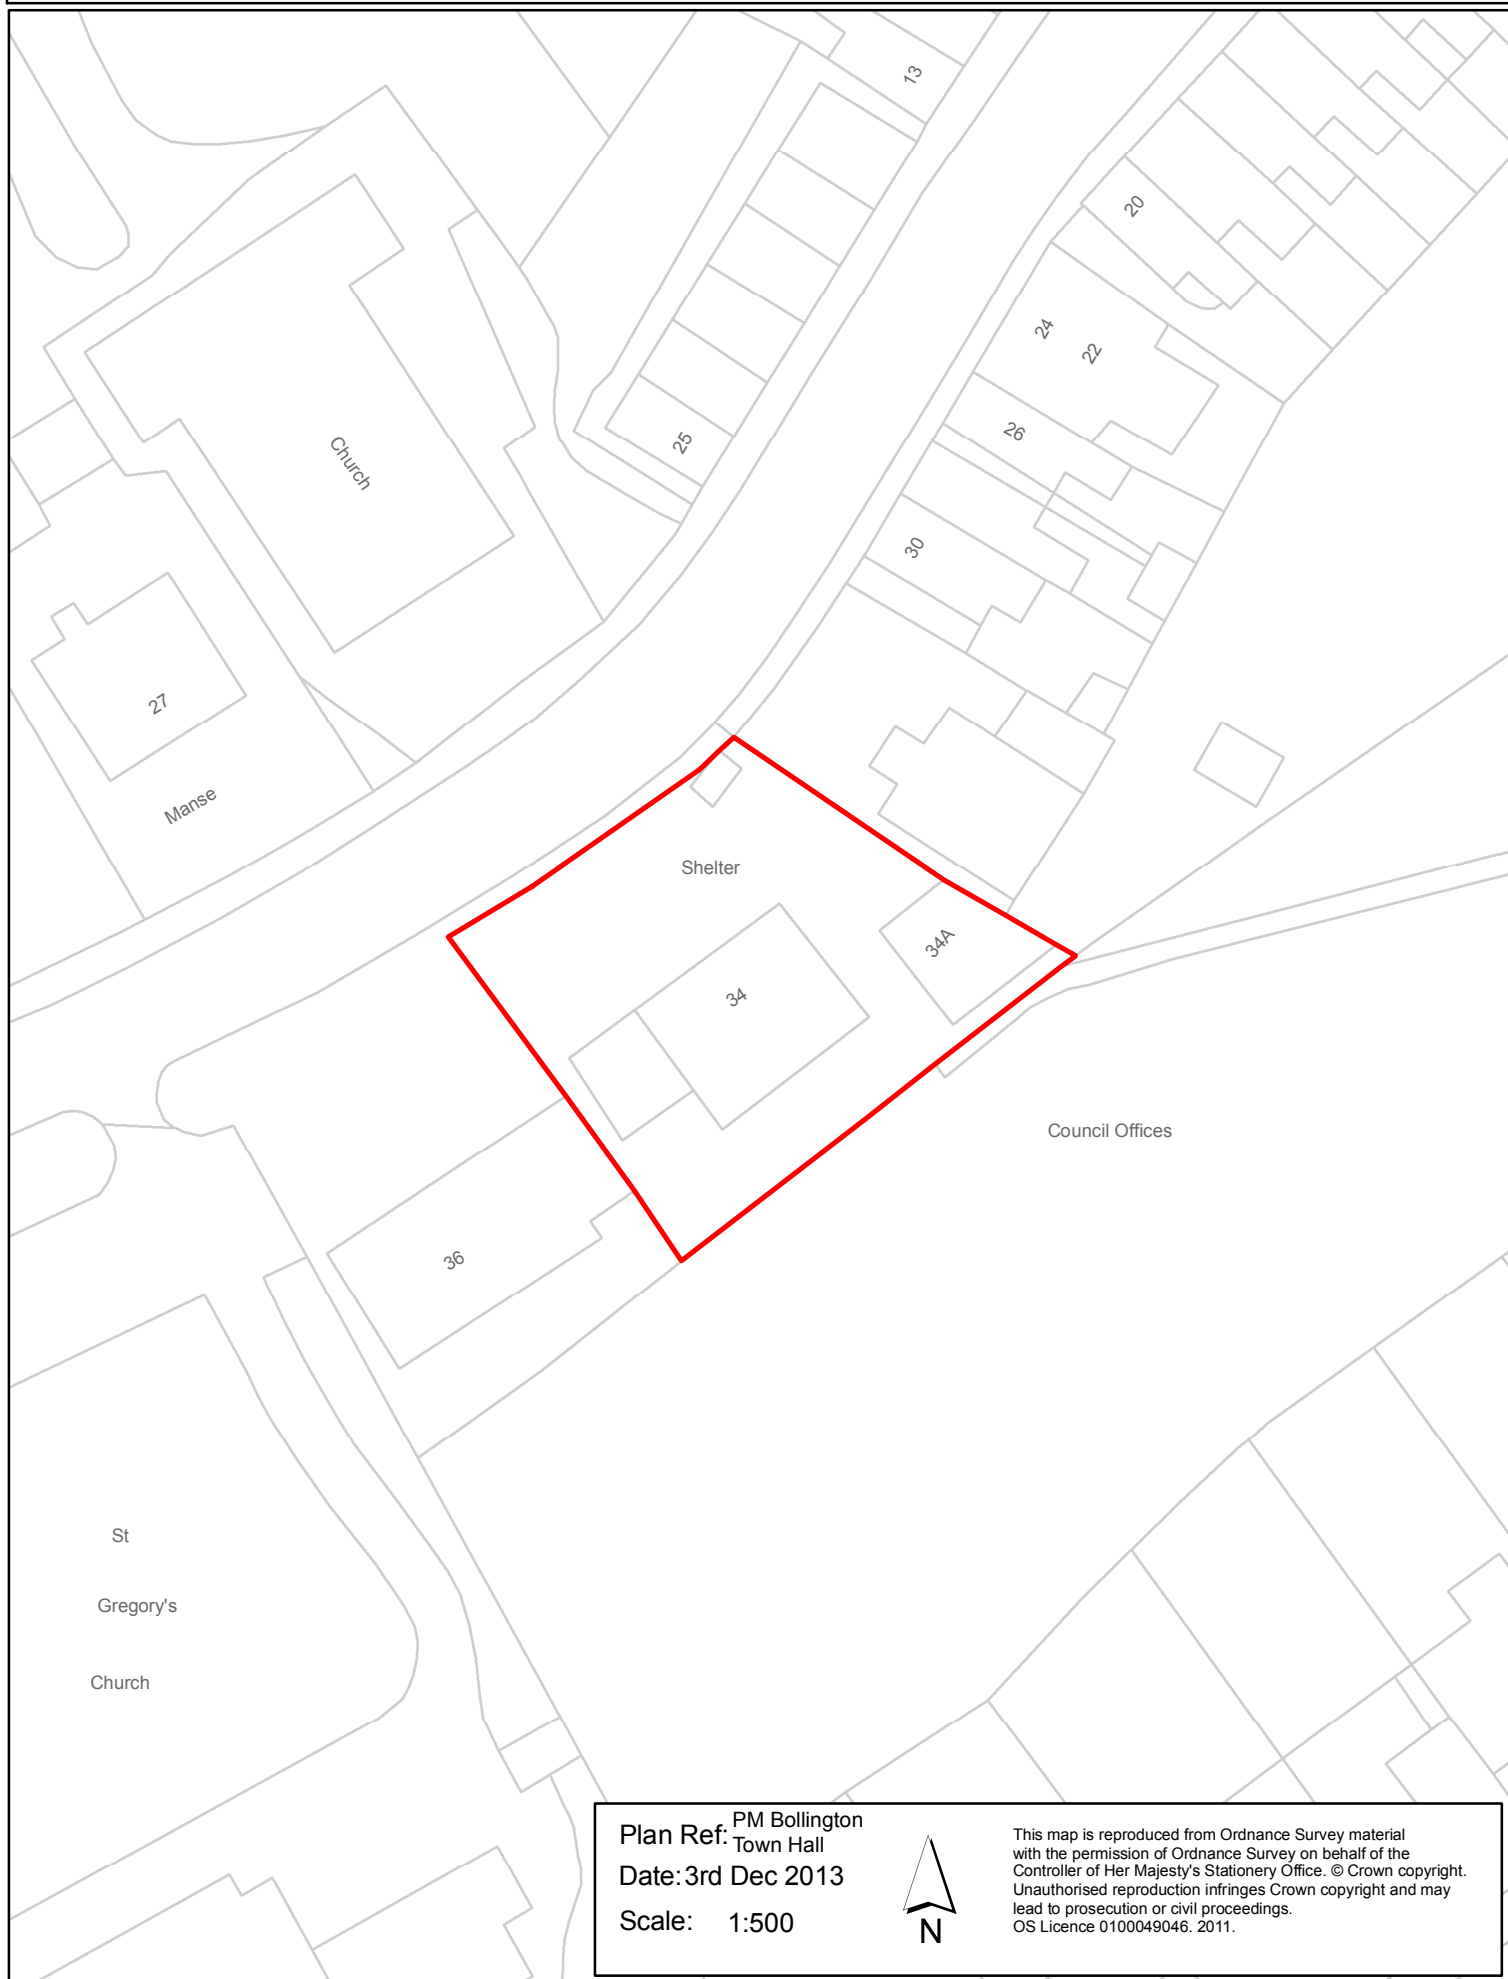 13
20
24
22
26
25
30
Church
27
Manse
Shelter
34A
34
Council Offices
36
St
Gregory's
Church
Plan Ref: PM Bollington
Town Hall
Date: 3rd Dec 2013
Scale: 1:500
N
This map is reproduced from Ordnance Survey material
with the permission of Ordnance Survey on behalf of the
Controller of Her Majesty's Stationery Office. © Crown copyright.
Unauthorised reproduction infringes Crown copyright and may
lead to prosecution or civil proceedings.
OS Licence 0100049046. 2011.